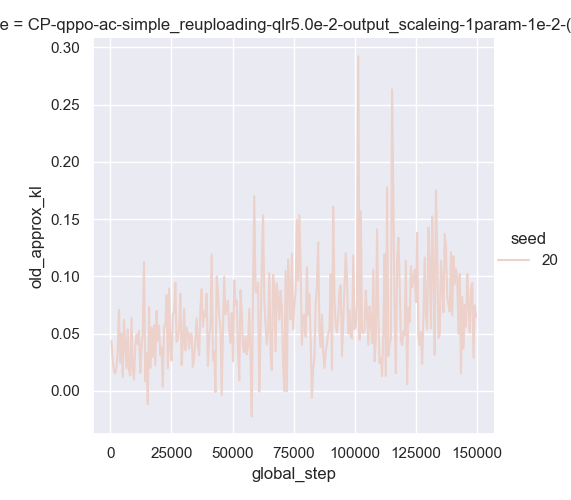 e = CP-qppo-ac-simple_reuploading-qlr5.0e-2-output_scaleing-1param-1e-2-(
0.30
0.25
0.20
0.15
0.10
0.05
0.00
old_approx_kl
seed
20
0 25000 50000 75000 100000 125000 150000
global_step